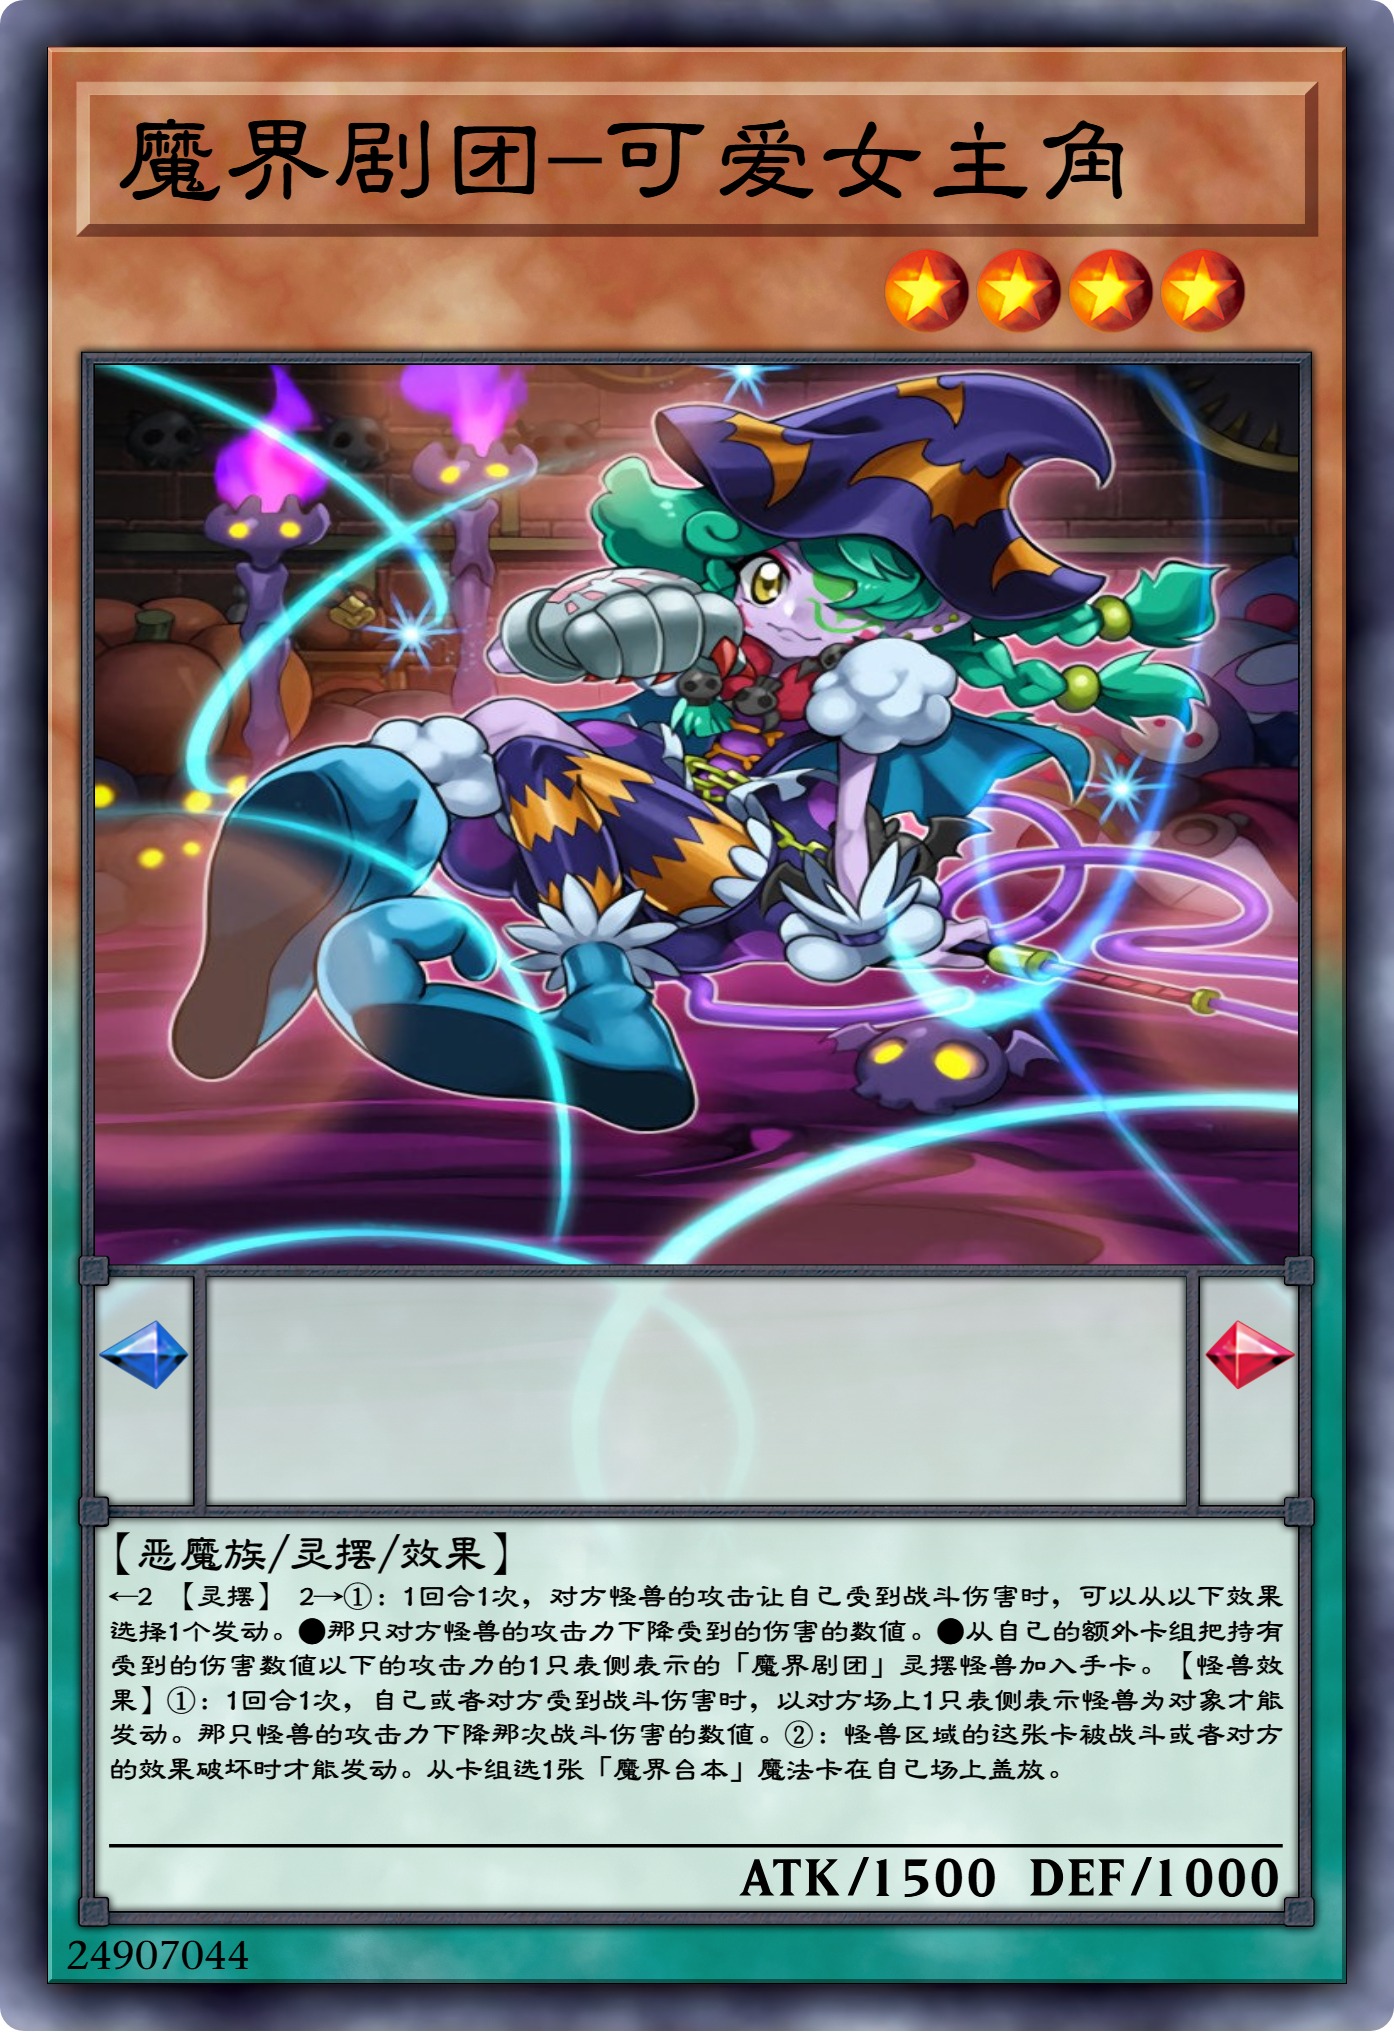 魔界剧团-可爱女主角
【恶魔族/灵摆/效果】
←2 【灵摆】 2→①：1回合1次，对方怪兽的攻击让自己受到战斗伤害时，可以从以下效果
选择1个发动。●那只对方怪兽的攻击力下降受到的伤害的数值。●从自己的额外卡组把持有
受到的伤害数值以下的攻击力的1只表侧表示的「魔界剧团」灵摆怪兽加入手卡。【怪兽效
果】①：1回合1次，自己或者对方受到战斗伤害时，以对方场上1只表侧表示怪兽为对象才能
发动。那只怪兽的攻击力下降那次战斗伤害的数值。②：怪兽区域的这张卡被战斗或者对方
的效果破坏时才能发动。从卡组选1张「魔界台本」魔法卡在自己场上盖放。
ATK/1500 DEF/1000
24907044